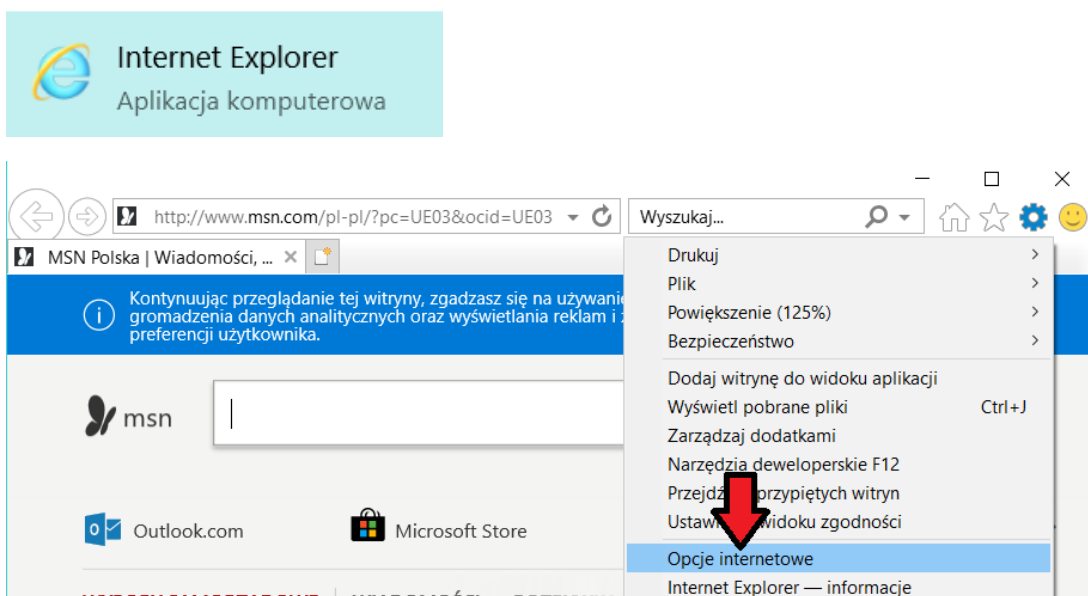 Internet Explorer
Aplikacja komputerowa
http://www.msn.com/pl-pl/?pc=UE03&ocid=UE03
Wyszukaj...
MSN Polska | Wiadomości, ...
Kontynuując przeglądanie tej witryny, zgadzasz się na używanie
gromadzenia danych analitycznych oraz wyświetlania reklam i
preferencji użytkownika.
msn
Outlook.com
Microsoft Store
Drukuj
Plik
Powiększenie (125%)
Bezpieczeństwo
Dodaj witrynę do widoku aplikacji
Wyświetl pobrane pliki Ctrl+J
Zarządzaj dodatkami
Narzędzia deweloperskie F12
Przejdź przypiętych witryn
widoku zgodności
Opcje internetowe
Internet Explorer — informacje